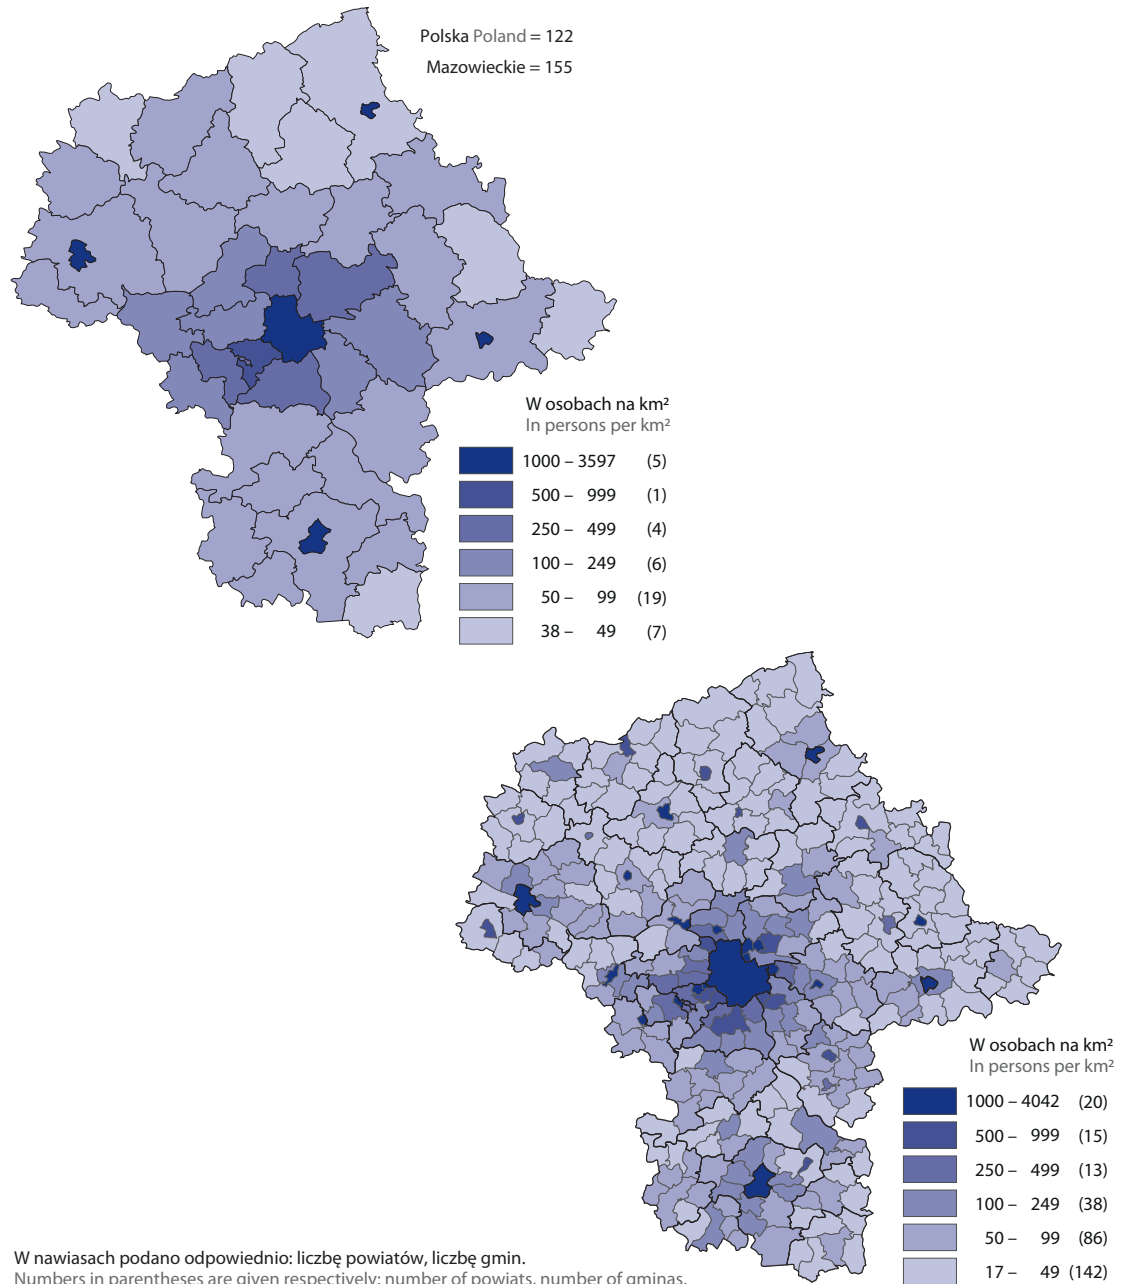 Polska Poland = 122
Mazowieckie = 155
W osobach na km²
In persons per km²
1000 – 3597 (5)
500 – 999 (1)
250 – 499 (4)
100 – 249 (6)
50 – 99 (19)
38 – 49 (7)
W osobach na km²
In persons per km²
1000 – 4042 (20)
500 – 999 (15)
250 – 499 (13)
100 – 249 (38)
50 – 99 (86)
17 – 49 (142)
W nawiasach podano odpowiednio: liczbę powiatów, liczbę gmin.
Numbers in parentheses are given respectively: number of powiats, number of gminas.